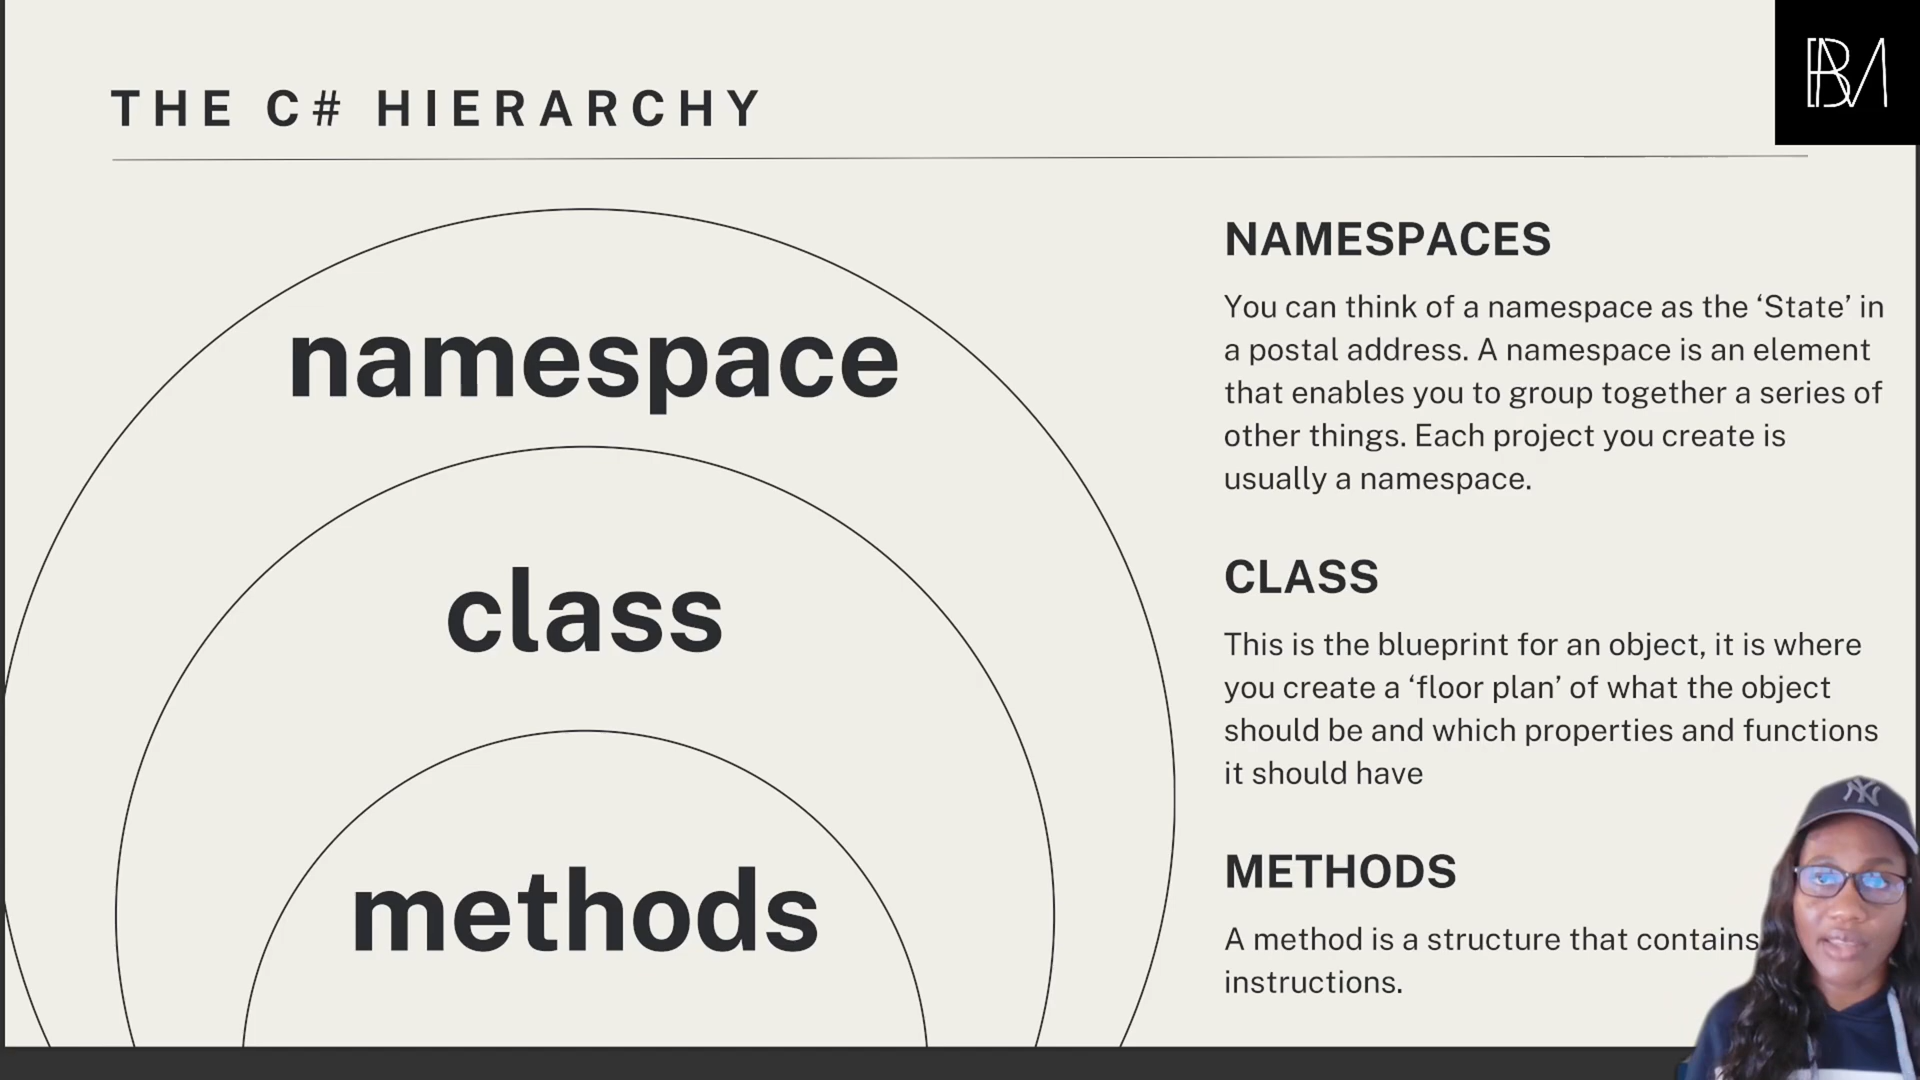 THE C# HIERARCHY
namespace
class
methods
NAMESPACES
You can think of a namespace as the ‘State’ in
a postal address. A namespace is an element
that enables you to group together a series of
other things. Each project you create is
usually a namespace.
CLASS
This is the blueprint for an object, it is where
you create a ‘floor plan’ of what the object
should be and which properties and functions
it should have
METHODS
A method is a structure that contains
instructions.
NY